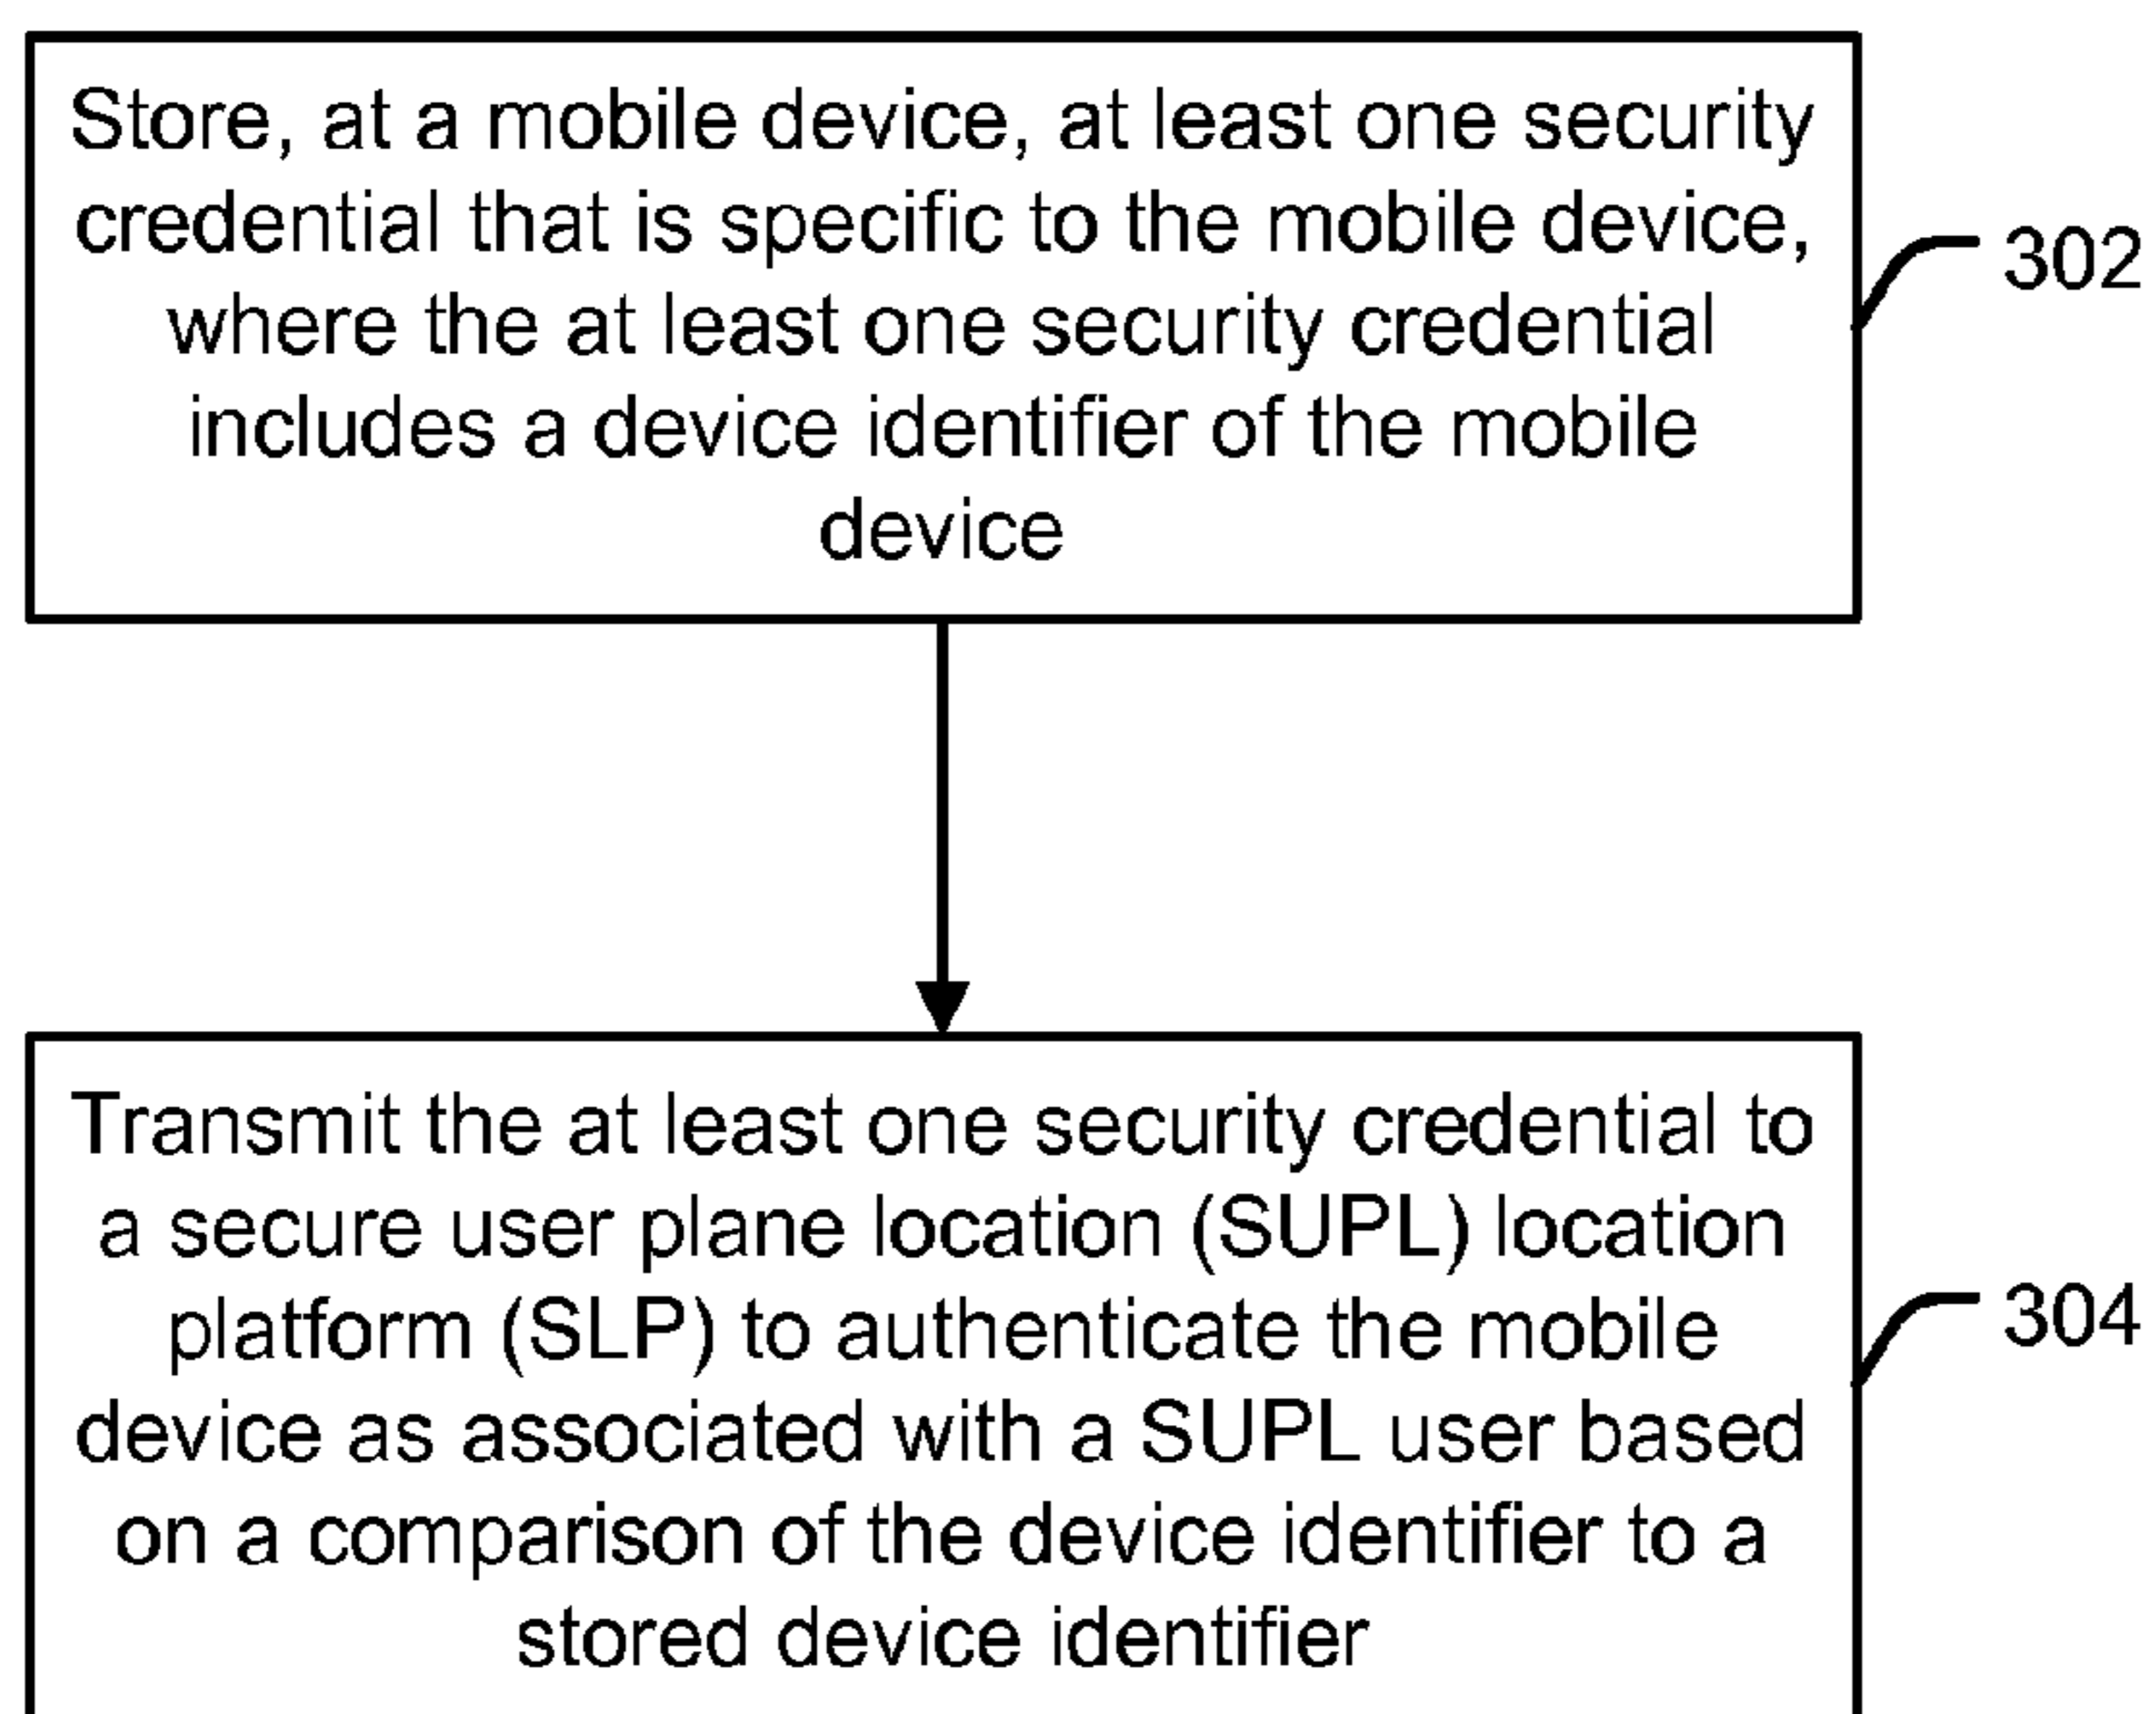 Store, at a mobile device, at least one security
credential that is specific to the mobile device,
where the at least one security credential
includes a device identifier of the mobile
device
302
Transmit the at least one security credential to
a secure user plane location (SUPL) location
platform (SLP) to authenticate the mobile
device as associated with a SUPL user based
on a comparison of the device identifier to a
stored device identifier
304